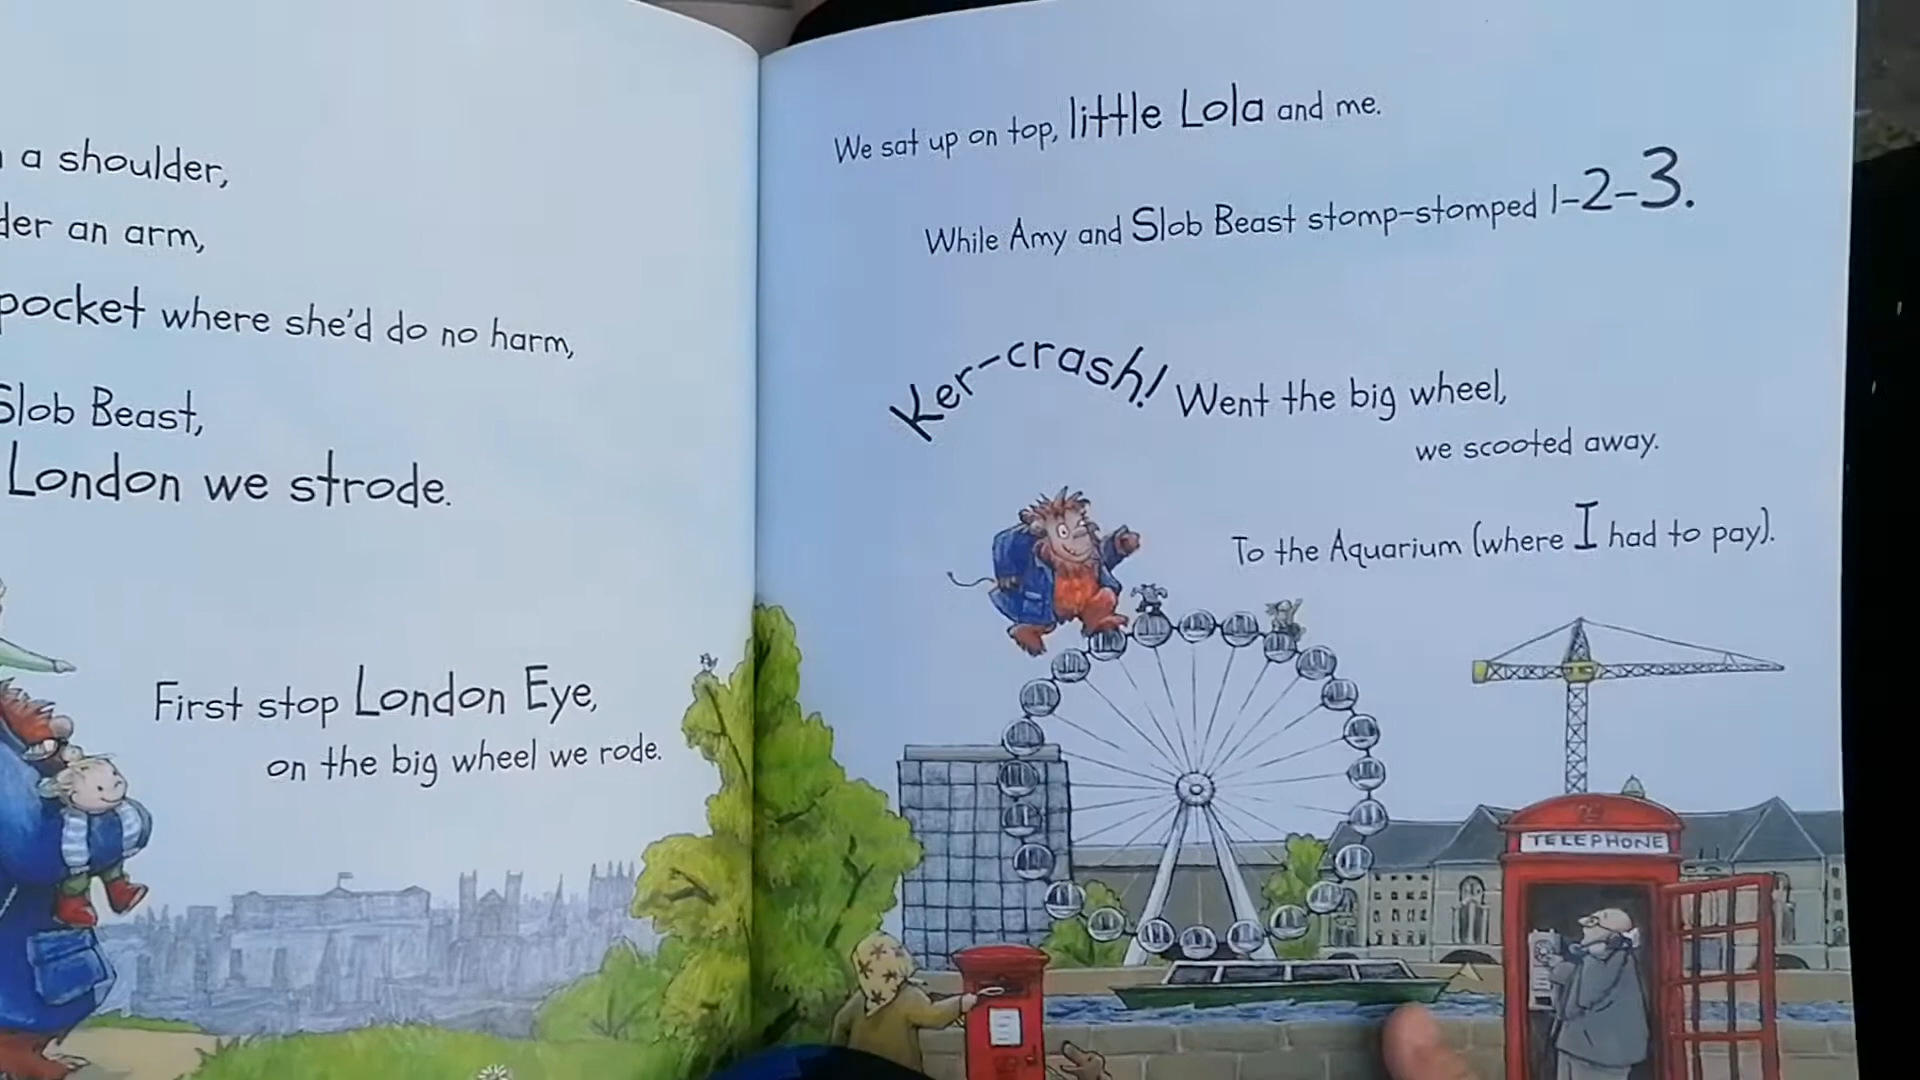 a shoulder,
an arm,
pocket where she'd do no harm,
Slob Beast,
London we strode.
First stop London Eye,
on the big wheel we rode.
We sat up on top, little Lola and me.
While Amy and Slob Beast stomp-stomped 1-2-3.
Ker-crash! Went the big wheel,
we scooted away.
To the Aquarium (where I had to pay).
TELEPHONE